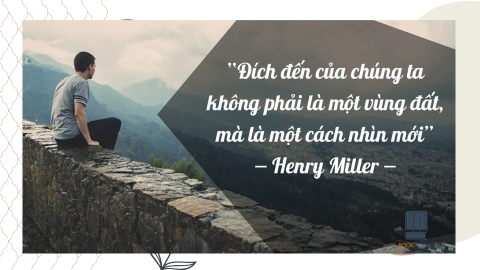 “Đích đến của chúng ta
không phải là một vùng đất,
mà là một cách nhìn mới”
– Henry Miller –